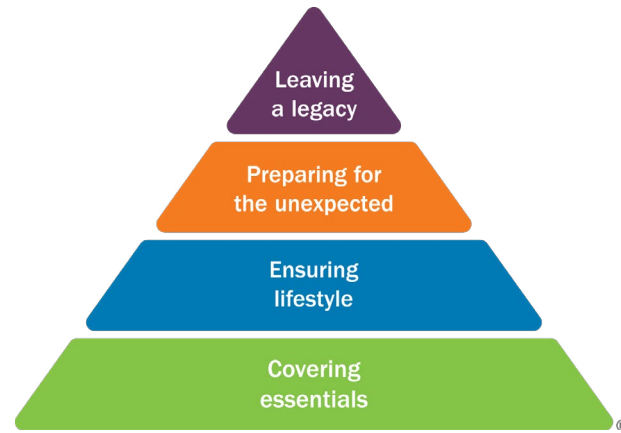 Leaving
a legacy
Preparing for
the unexpected
Ensuring
lifestyle
Covering
essentials
®